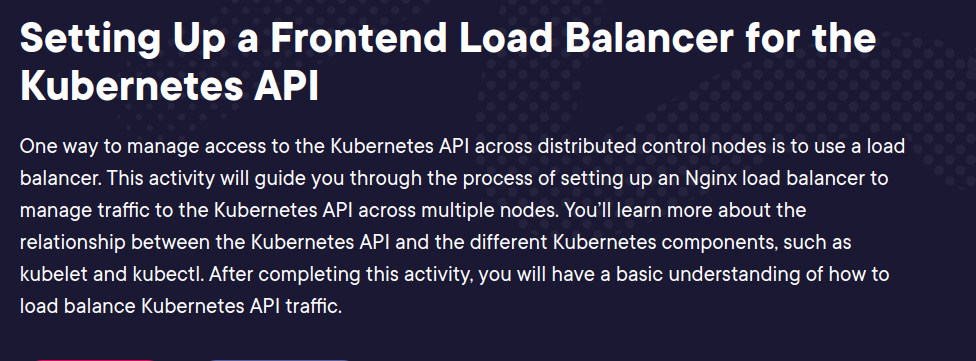 Setting Up a Frontend Load Balancer for the
Kubernetes API
One way to manage access to the Kubernetes API across distributed control nodes is to use a load
balancer. This activity will guide you through the process of setting up an Nginx load balancer to
manage traffic to the Kubernetes API across multiple nodes. You'll learn more about the
relationship between the Kubernetes API and the different Kubernetes components, such as
kubelet and kubectl. After completing this activity, you will have a basic understanding of how to
load balance Kubernetes API traffic.